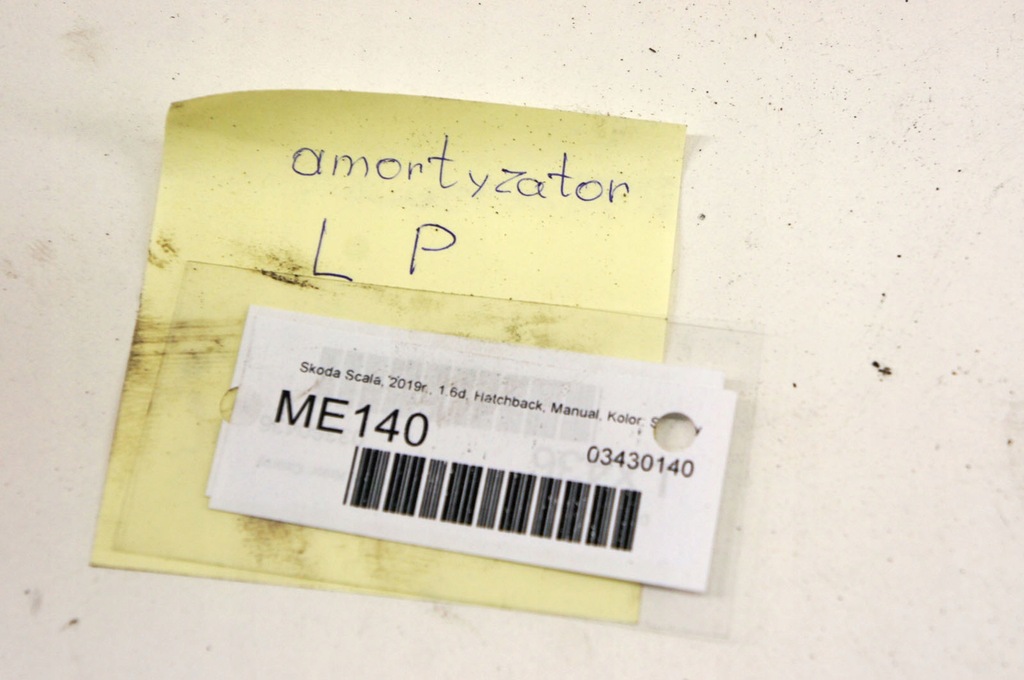 amortyzator
L P
Skoda Scala, 2019r., 1.6d, Hatchback, Manual, Kolor:
ME140
03430140